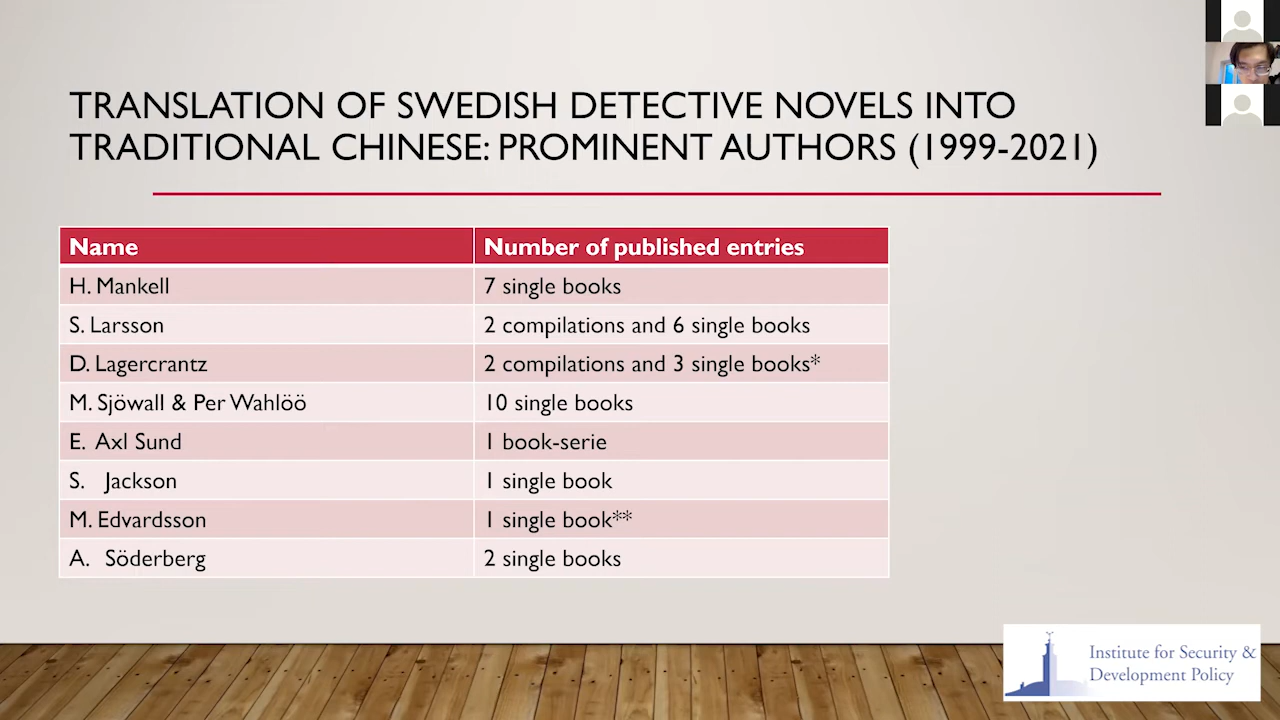 TRANSLATION OF SWEDISH DETECTIVE NOVELS INTO
TRADITIONAL CHINESE: PROMINENT AUTHORS (1999-2021)
Name Number of published entries
H. Mankell 7 single books
S. Larsson 2 compilations and 6 single books
D. Lagercrantz 2 compilations and 3 single books*
M. Sjöwall & Per Wahlöö 10 single books
E. Axl Sund 1 book-serie
S. Jackson 1 single book
M. Edvardsson 1 single book**
A. Söderberg 2 single books
Institute for Security &
Development Policy